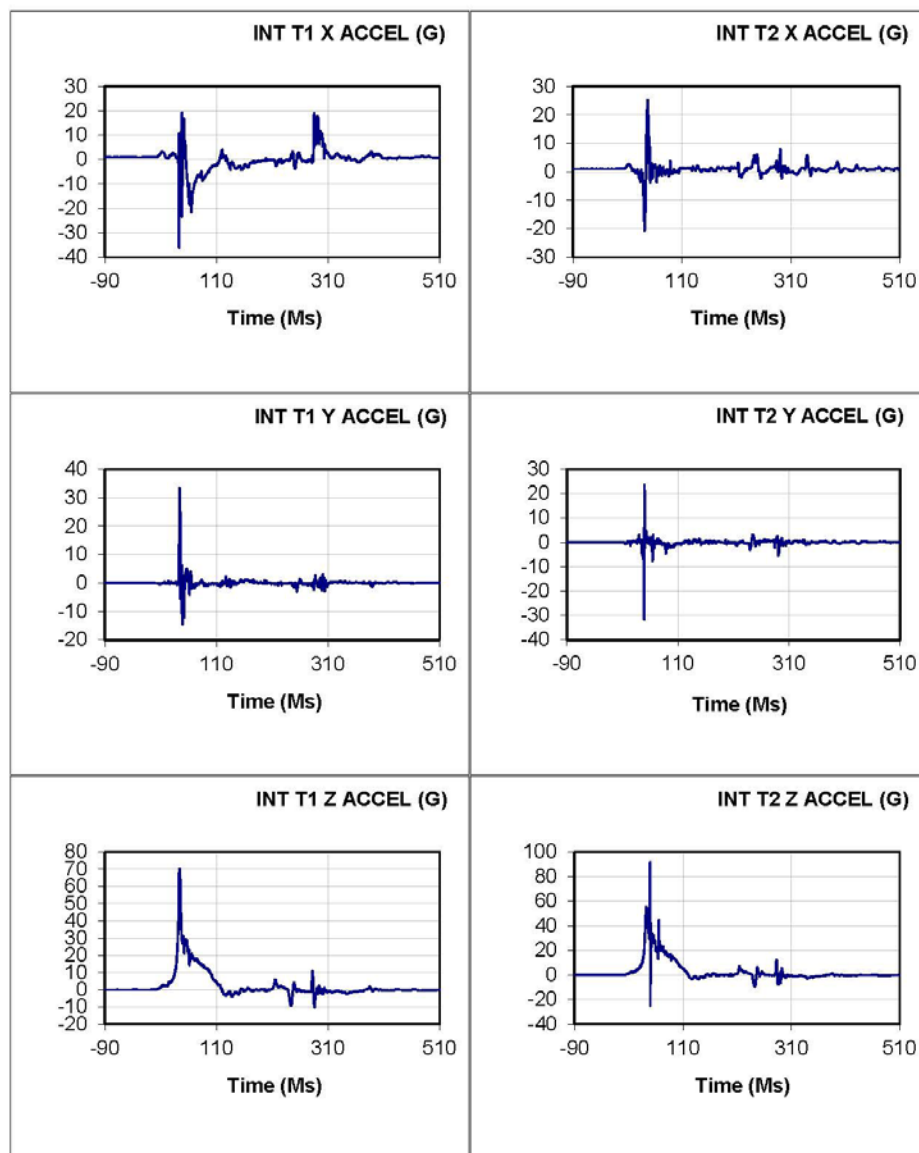 INT T1 X ACCEL (G)
30
20
10
0
-10
-20
-30
-40
-90 110 310 510
Time (Ms)
INT T2 X ACCEL (G)
30
20
10
0
-10
-20
-30
-90 110 310 510
Time (Ms)
INT T1 Y ACCEL (G)
40
30
20
10
0
-10
-20
-90 110 310 510
Time (Ms)
INT T2 Y ACCEL (G)
30
20
10
0
-10
-20
-30
-40
-90 110 310 510
Time (Ms)
INT T1 Z ACCEL (G)
80
70
60
50
40
30
20
10
0
-10
-20
-90 110 310 510
Time (Ms)
INT T2 Z ACCEL (G)
100
80
60
40
20
0
-20
-40
-90 110 310 510
Time (Ms)